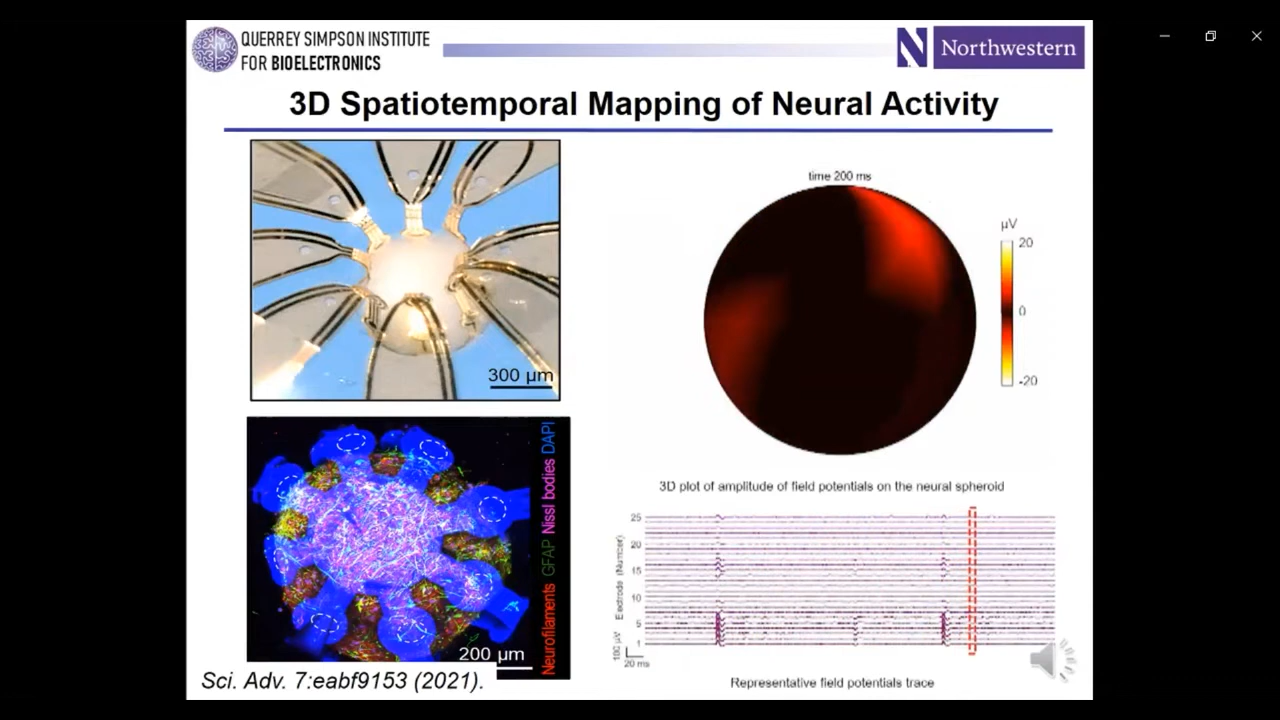 QUERREY SIMPSON INSTITUTE
FOR BIOELECTRONICS
N
Northwestern
3D Spatiotemporal Mapping of Neural Activity
300 µm
time 200 ms
µV
20
0
-20
3D plot of amplitude of field potentials on the neural spheroid
Neurofilaments GFAP Nissl bodies DAPI
200 µm
Electrode (Number)
25
20
15
10
5
1
100 µV
20 ms
Representative field potentials trace
Sci. Adv. 7:eabf9153 (2021).